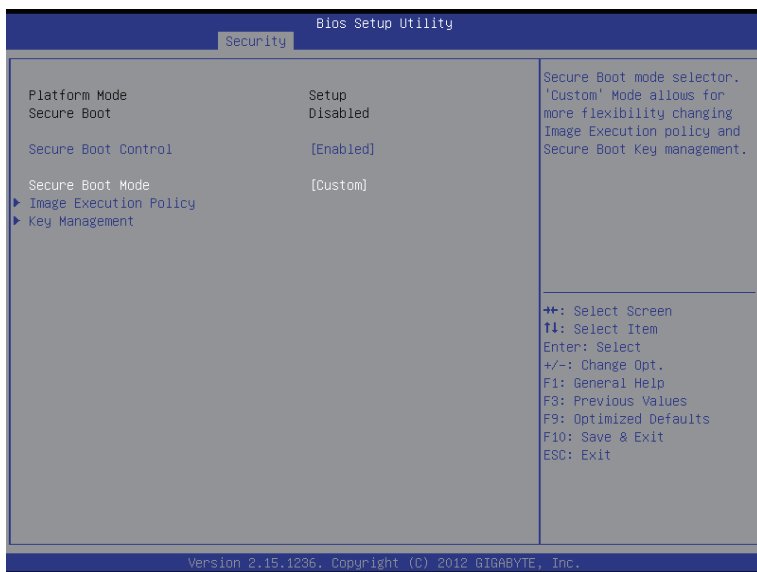 Bios Setup Utility
Security
Platform Mode Setup
Secure Boot Disabled
Secure Boot Control [Enabled]
Secure Boot Mode [Custom]
Image Execution Policy
Key Management
Secure Boot mode selector.
'Custom' Mode allows for
more flexibility changing
Image Execution policy and
Secure Boot Key management.
→←: Select Screen
↑↓: Select Item
Enter: Select
+/-: Change Opt.
F1: General Help
F3: Previous Values
F9: Optimized Defaults
F10: Save & Exit
ESC: Exit
Version 2.15.1236. Copyright (C) 2012 GIGABYTE, Inc.